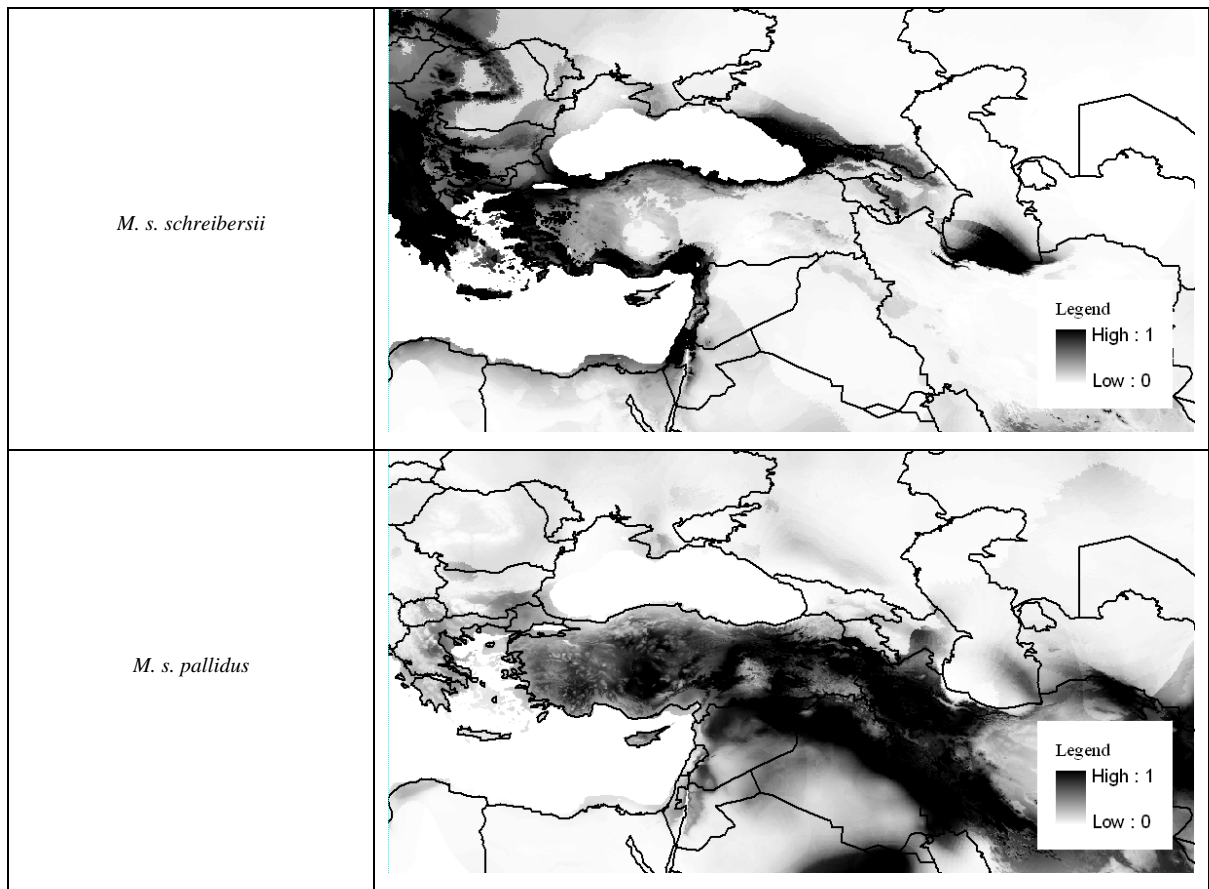 M. s. schreibersii
Legend
High : 1
Low : 0
M. s. pallidus
Legend
High : 1
Low : 0